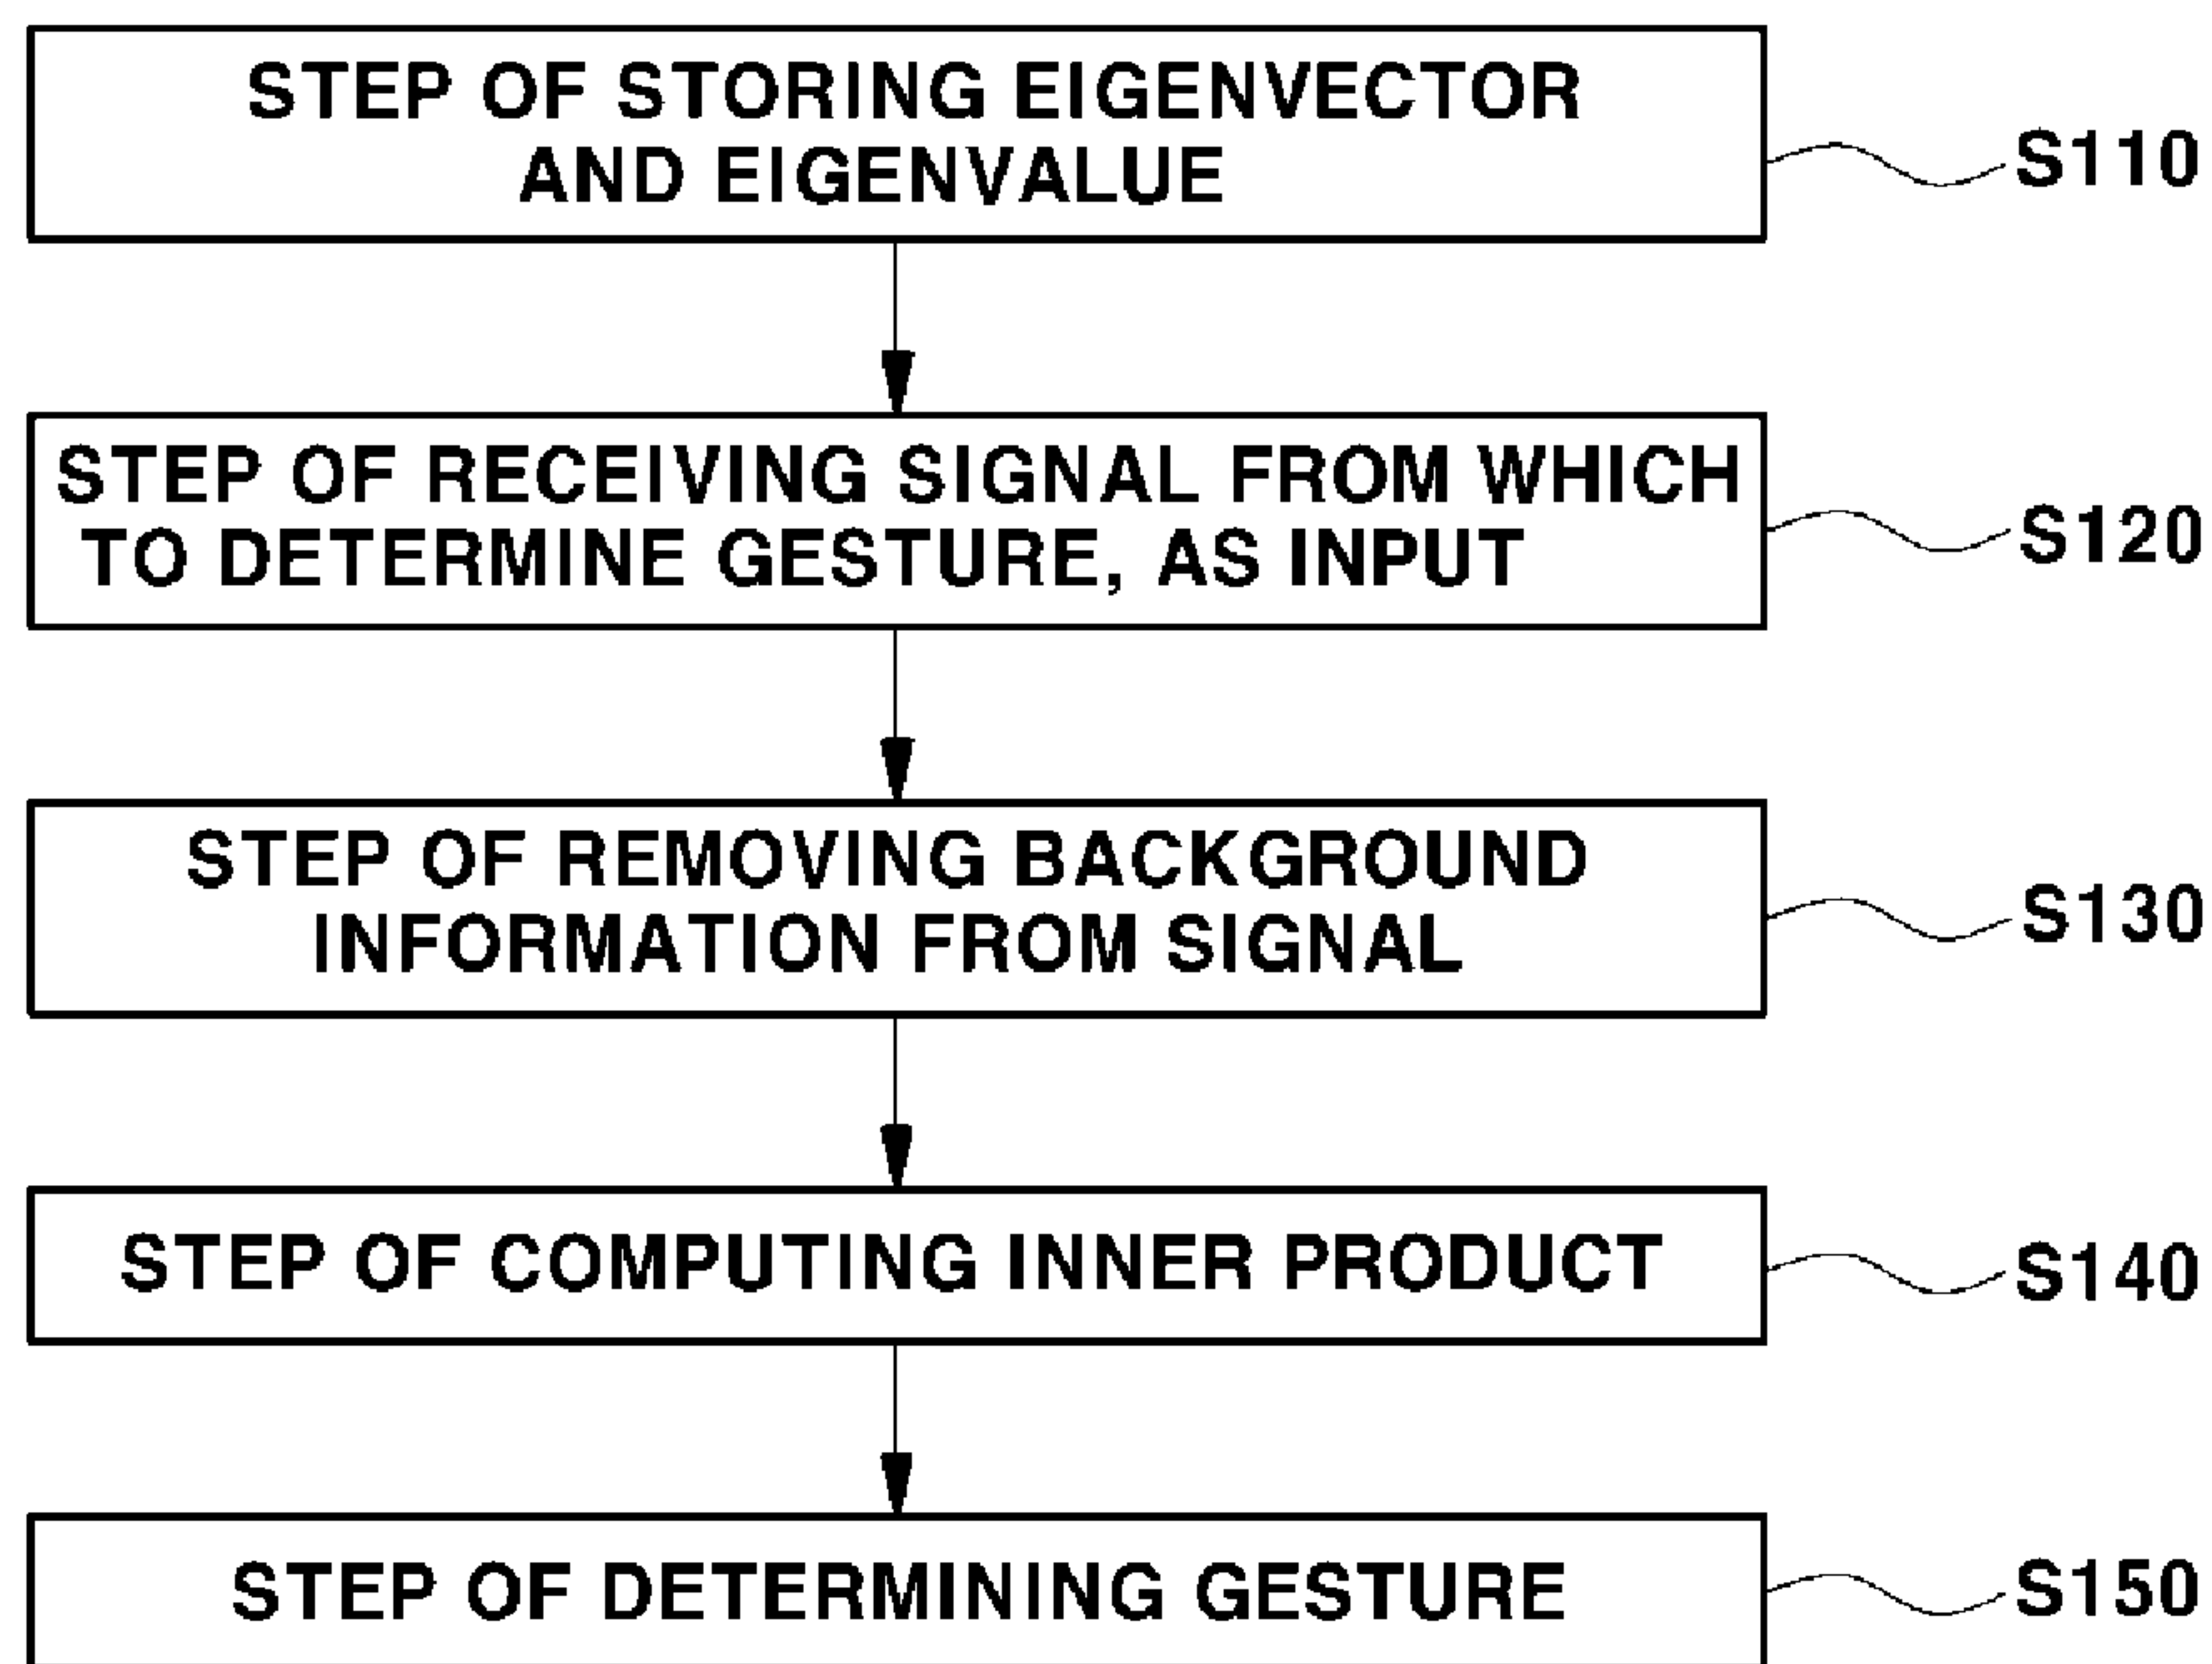 STEP OF STORING EIGENVECTOR
AND EIGENVALUE
S110
STEP OF RECEIVING SIGNAL FROM WHICH
TO DETERMINE GESTURE, AS INPUT
S120
STEP OF REMOVING BACKGROUND
INFORMATION FROM SIGNAL
S130
STEP OF COMPUTING INNER PRODUCT
S140
STEP OF DETERMINING GESTURE
S150